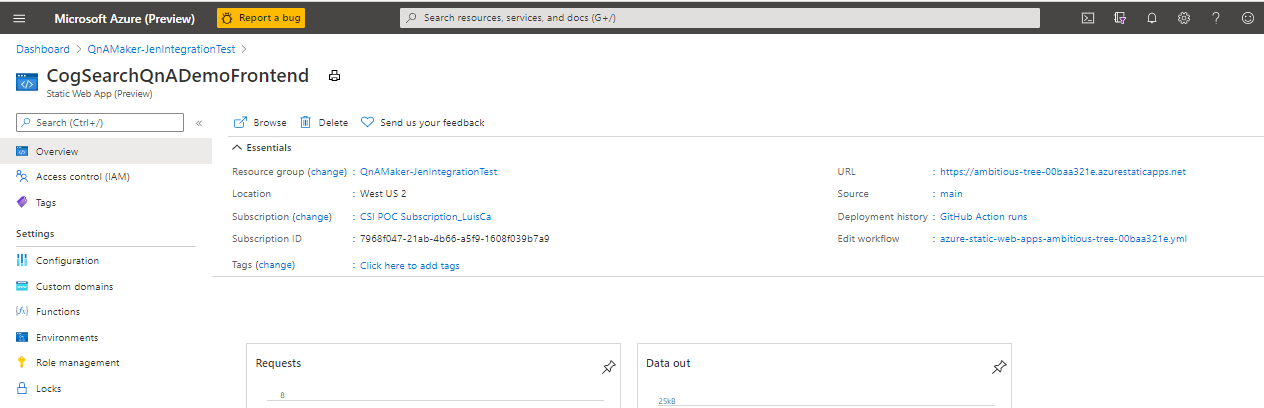 Microsoft Azure (Preview) Report a bug Search resources, services, and docs (G+/)
Dashboard > QnAMaker-JenIntegrationTest >
CogSearchQnADemoFrontend
Static Web App (Preview)
Search (Ctrl+/) «
Browse Delete Send us your feedback
Overview
Access control (IAM)
Tags
Settings
Configuration
Custom domains
Functions
Environments
Role management
Locks
Essentials
Resource group (change) : QnAMaker-JenIntegrationTest
Location : West US 2
Subscription (change) : CSI POC Subscription_LuisCa
Subscription ID : 7968f047-21ab-4b66-a5f9-1608f039b7a9
Tags (change) : Click here to add tags
URL : https://ambitious-tree-00baa321e.azurestaticapps.net
Source : main
Deployment history : GitHub Action runs
Edit workflow : azure-static-web-apps-ambitious-tree-00baa321e.yml
Requests
8
Data out
25kB